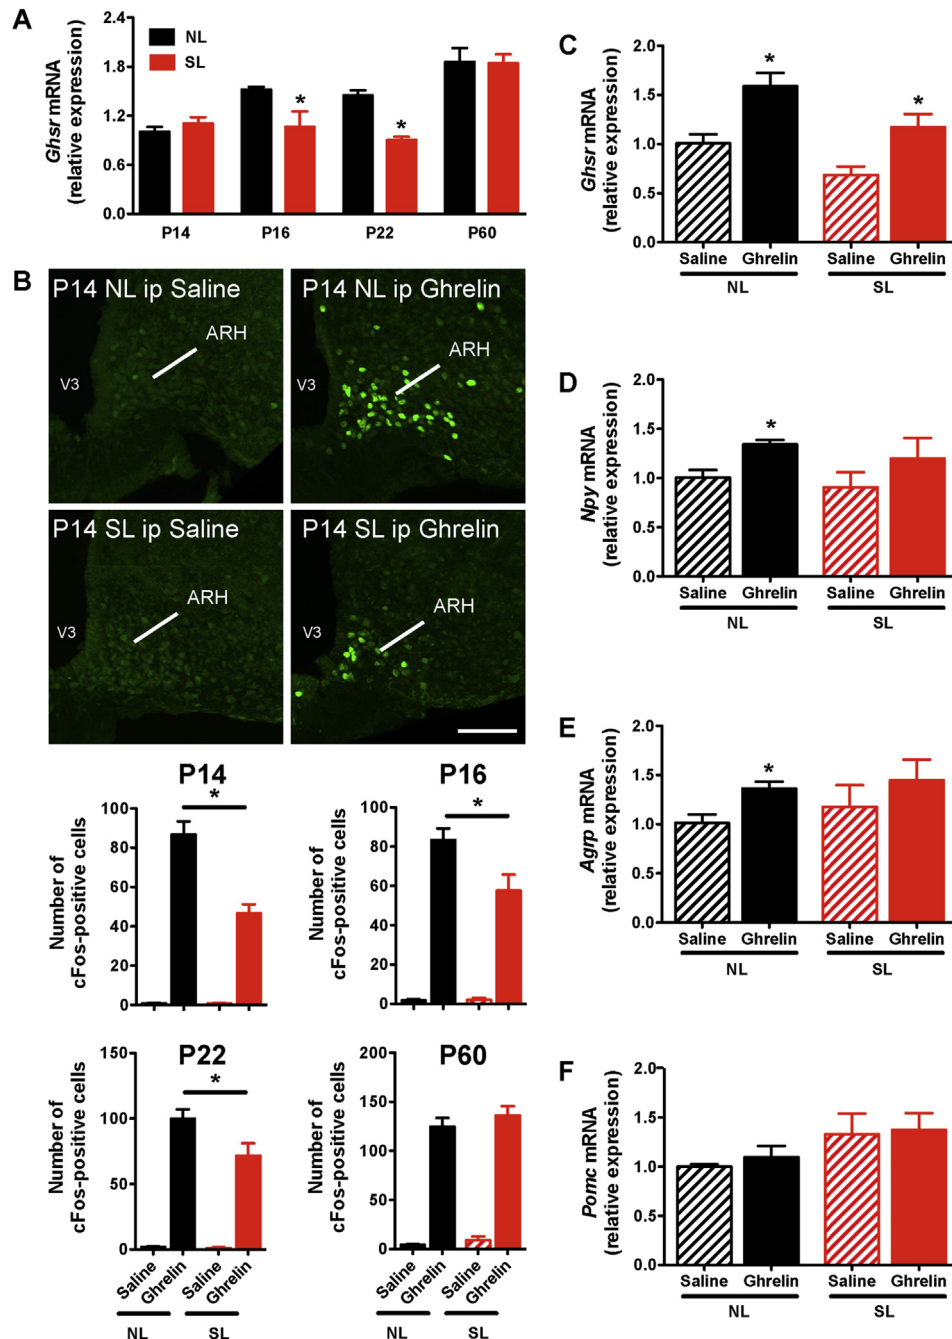 A
Ghsr mRNA
(relative expression)
2.4
1.8
1.2
0.6
0.0
NL
SL
*
*
P14
P16
P22
P60
B
P14 NL ip Saline
ARH
V3
P14 NL ip Ghrelin
ARH
P14 SL ip Saline
ARH
V3
P14 SL ip Ghrelin
ARH
V3
P14
Number of
cFos-positive cells
100
80
60
40
20
0
*
P16
Number of
cFos-positive cells
100
80
60
40
20
0
*
P22
Number of
cFos-positive cells
150
100
50
0
*
Saline
Ghrelin
Saline
Ghrelin
NL
SL
P60
Number of
cFos-positive cells
200
150
100
50
0
Saline
Ghrelin
Saline
Ghrelin
NL
SL
C
Ghsr mRNA
(relative expression)
2.0
1.5
1.0
0.5
0.0
*
*
Saline Ghrelin Saline Ghrelin
NL SL
D
Npy mRNA
(relative expression)
2.0
1.5
1.0
0.5
0.0
*
Saline Ghrelin Saline Ghrelin
NL SL
E
Agrp mRNA
(relative expression)
2.0
1.5
1.0
0.5
0.0
*
Saline Ghrelin Saline Ghrelin
NL SL
F
Pomc mRNA
(relative expression)
2.0
1.5
1.0
0.5
0.0
Saline Ghrelin Saline Ghrelin
NL SL